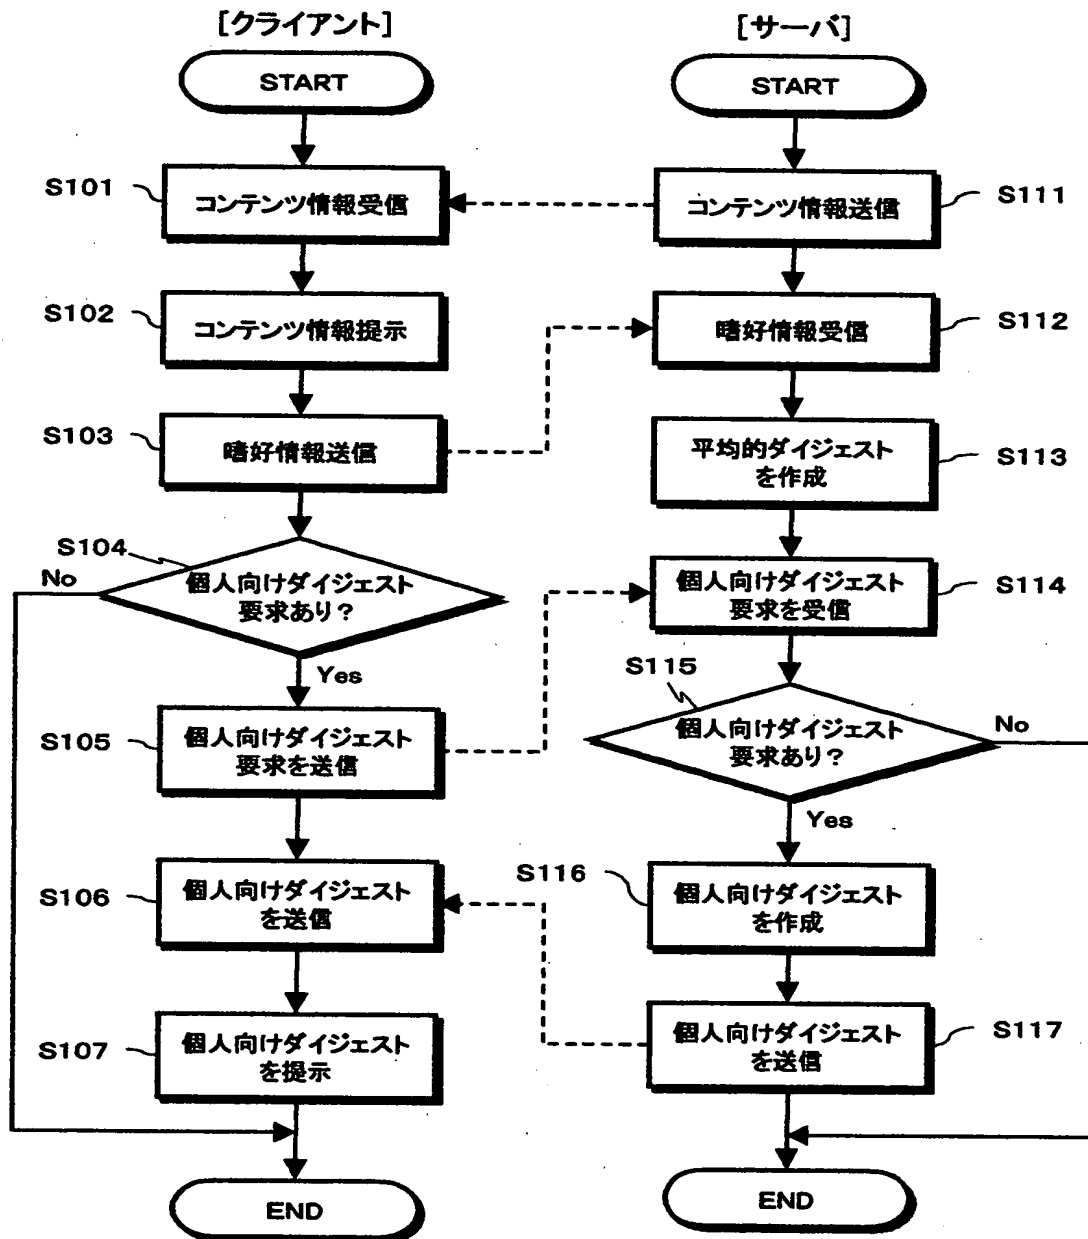 [クライアント]
START
S101
コンテンツ情報受信
S102
コンテンツ情報提示
S103
嗜好情報送信
S104
No
個人向けダイジェスト
要求あり？
Yes
S105
個人向けダイジェスト
要求を送信
S106
個人向けダイジェスト
を送信
S107
個人向けダイジェスト
を提示
END
[サーバ]
START
コンテンツ情報送信
S111
嗜好情報受信
S112
平均的ダイジェスト
を作成
S113
個人向けダイジェスト
要求を受信
S114
S115
個人向けダイジェスト
要求あり？
No
Yes
S116
個人向けダイジェスト
を作成
個人向けダイジェスト
を送信
S117
END